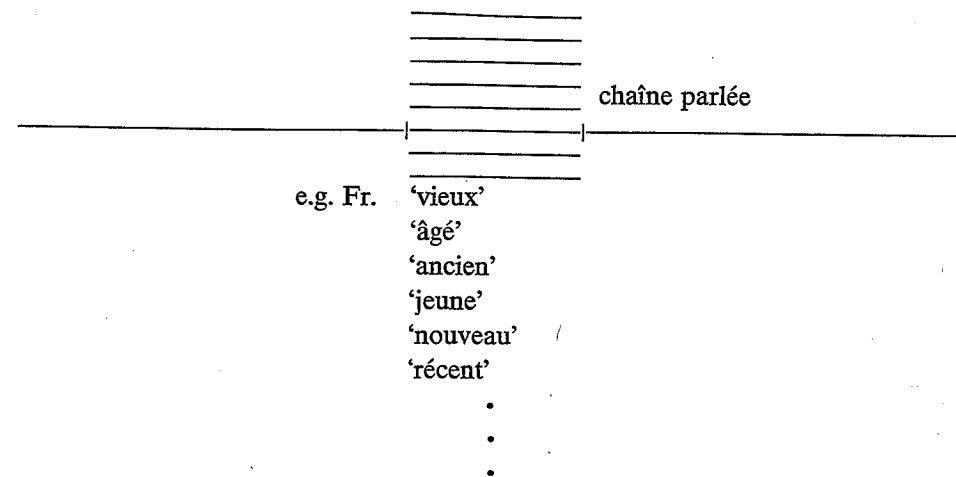 chaîne parlée
e.g. Fr. ‘vieux’
‘âgé’
‘ancien’
‘jeune’
‘nouveau’
‘récent’